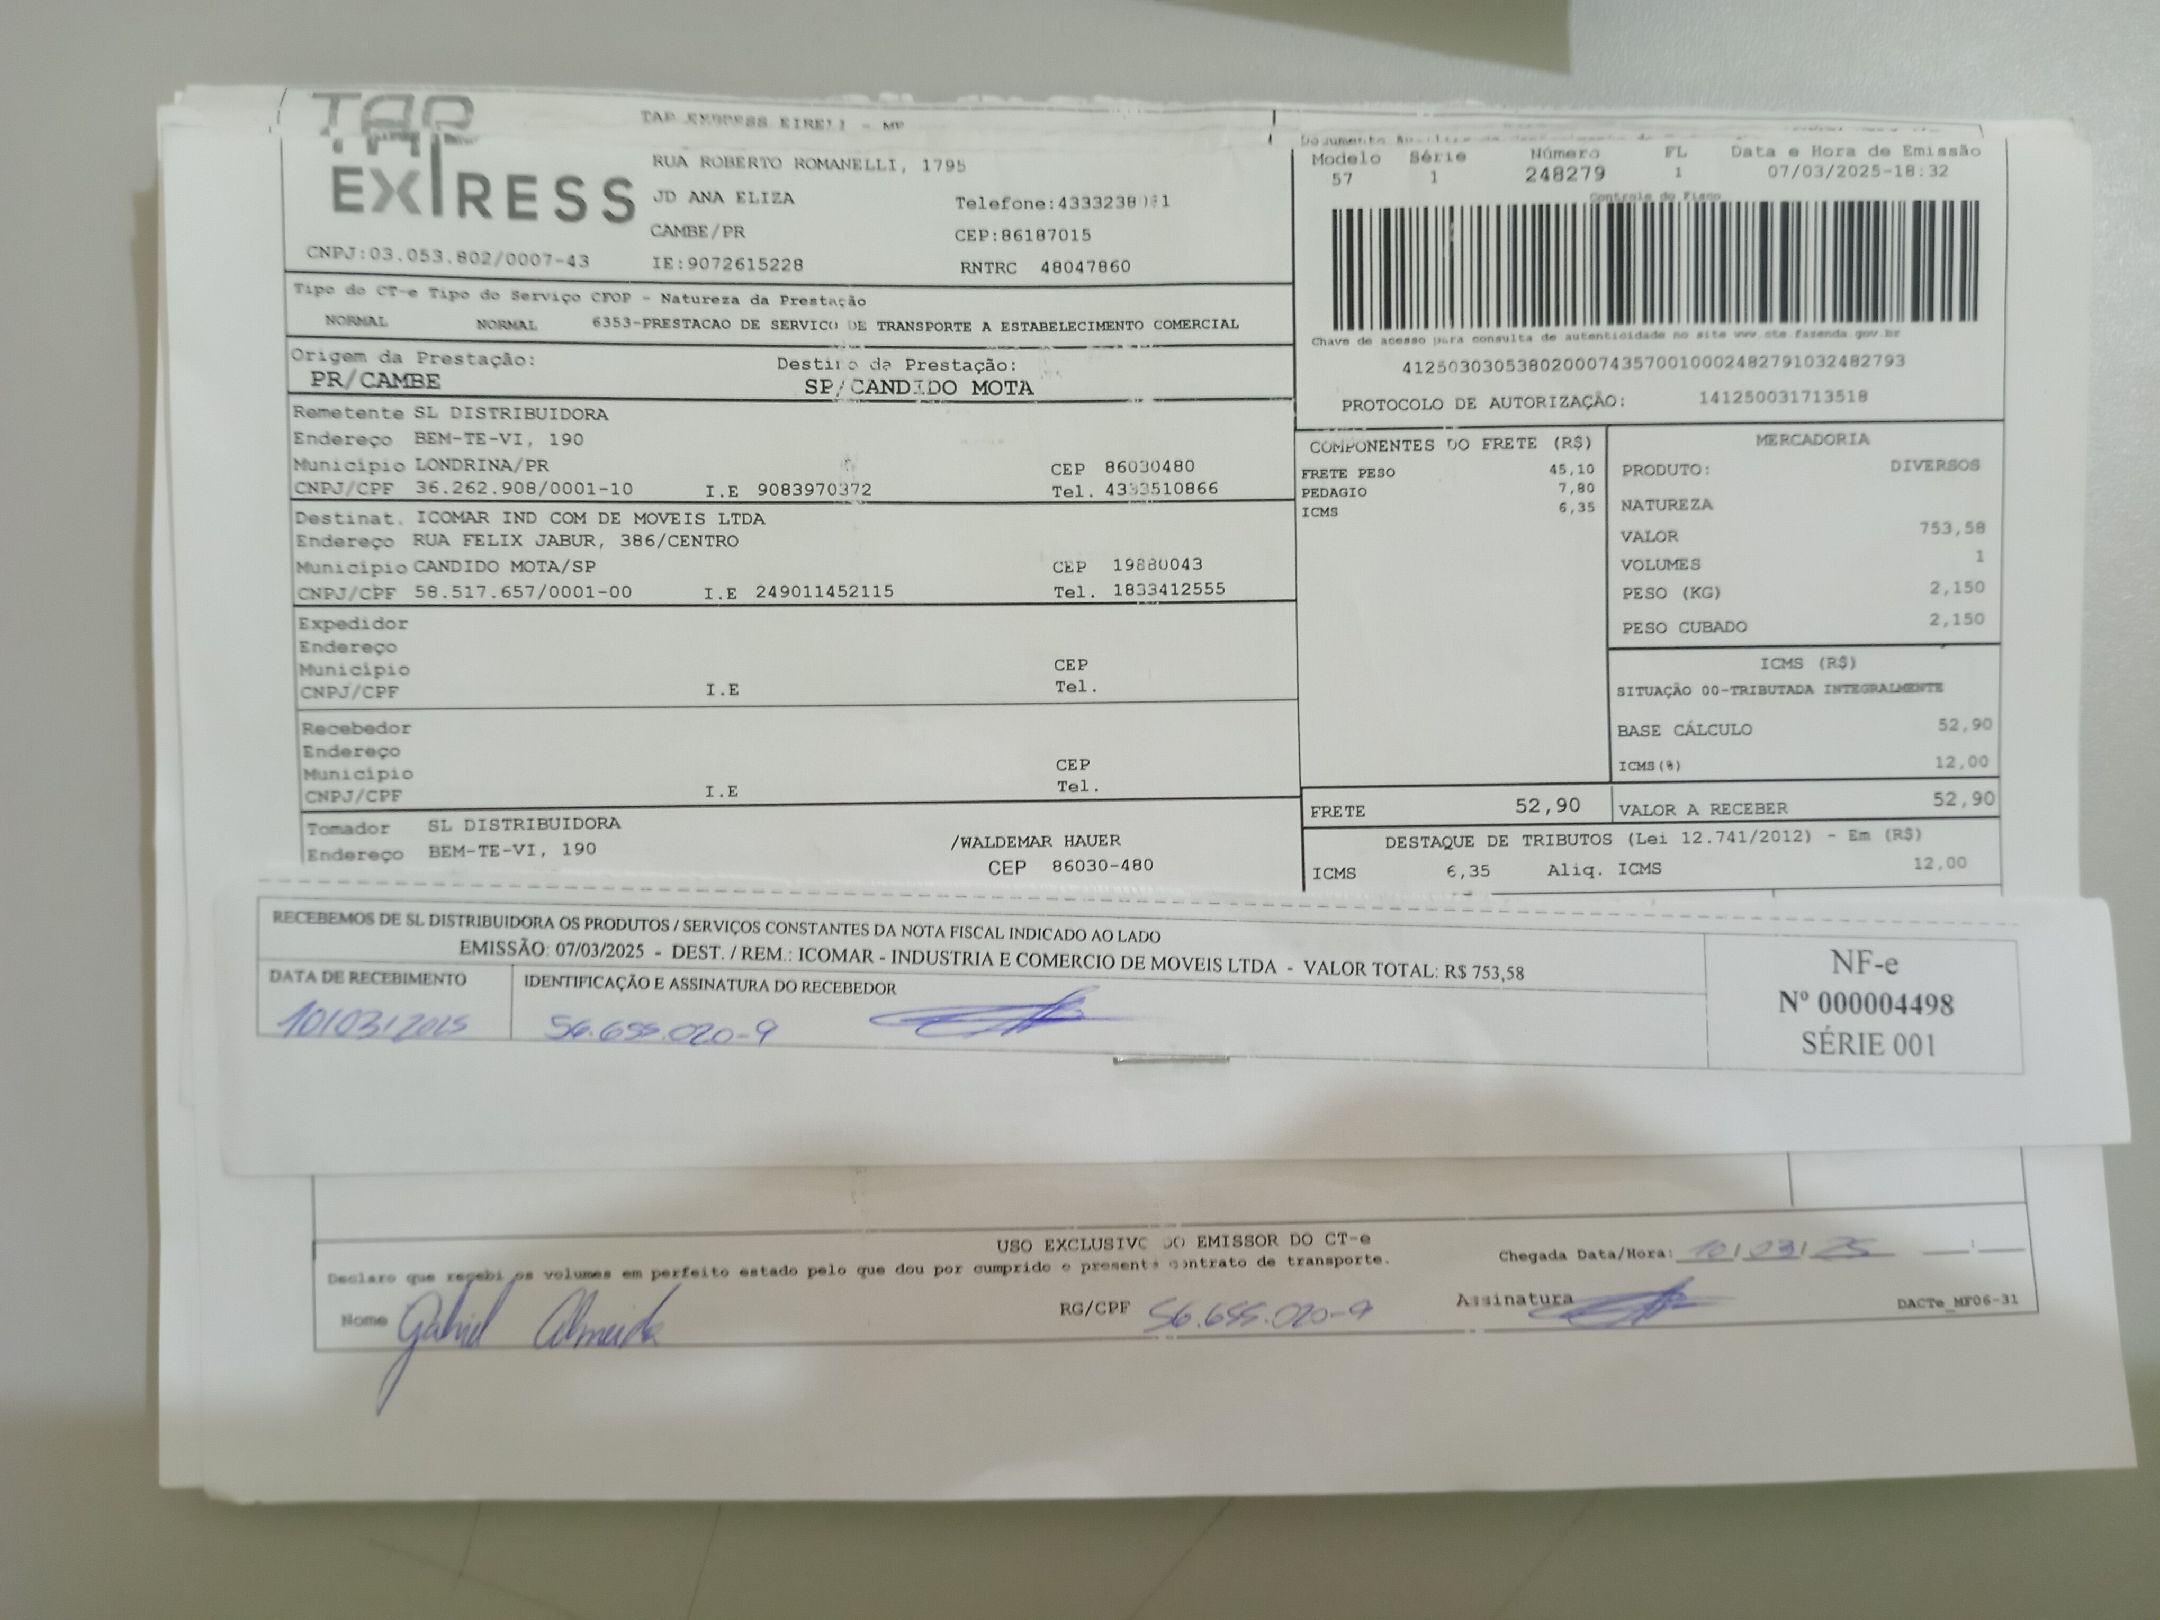 TAP EXPRESS
TAP EXPRESS EIRELI - ME
RUA ROBERTO ROMANELLI, 1795
JD ANA ELIZA
CAMBE/PR CEP:86187015
CNPJ:03.053.802/0007-43 IE:9072615228 RNTRC 48047860
Modelo Série Número FL Data e Hora de Emissão
57 1 248279 1 07/03/2025-18:32
Controle do Fisco
Chave de acesso para consulta de autenticidade no site www.cte.fazenda.gov.br
41250303053802000743570010002482791032482793
PROTOCOLO DE AUTORIZAÇÃO: 141250031713518
Tipo do CT-e Tipo do Serviço CFOP - Natureza da Prestação
NORMAL NORMAL 6353-PRESTACAO DE SERVICO DE TRANSPORTE A ESTABELECIMENTO COMERCIAL
Origem da Prestação: Destino da Prestação:
PR/CAMBE SP/CANDIDO MOTA
Remetente SL DISTRIBUIDORA
Endereço BEM-TE-VI, 190
Município LONDRINA/PR CEP 86030480
CNPJ/CPF 36.262.908/0001-10 I.E 9083970372 Tel. 4333510866
Destinat. ICOMAR IND COM DE MOVEIS LTDA
Endereço RUA FELIX JABUR, 386/CENTRO
Município CANDIDO MOTA/SP CEP 19880043
CNPJ/CPF 58.517.657/0001-00 I.E 249011452115 Tel. 1833412555
Expedidor
Endereço
Município CEP
CNPJ/CPF I.E Tel.
Recebedor
Endereço
Município CEP
CNPJ/CPF I.E Tel.
Tomador SL DISTRIBUIDORA
Endereço BEM-TE-VI, 190 /WALDEMAR HAUER
CEP 86030-480
COMPONENTES DO FRETE (R$)
FRETE PESO 45,10
PEDAGIO 7,80
ICMS 6,35
MERCADORIA
PRODUTO: DIVERSOS
NATUREZA
VALOR 753,58
VOLUMES 1
PESO (KG) 2,150
PESO CUBADO 2,150
ICMS (R$)
SITUAÇÃO 00-TRIBUTADA INTEGRALMENTE
BASE CÁLCULO 52,90
ICMS(%) 12,00
FRETE 52,90 VALOR A RECEBER 52,90
DESTAQUE DE TRIBUTOS (Lei 12.741/2012) - Em (R$)
ICMS 6,35 Aliq. ICMS 12,00
RECEBEMOS DE SL DISTRIBUIDORA OS PRODUTOS / SERVIÇOS CONSTANTES DA NOTA FISCAL INDICADO AO LADO
EMISSÃO: 07/03/2025 - DEST. / REM.: ICOMAR - INDUSTRIA E COMERCIO DE MOVEIS LTDA - VALOR TOTAL: R$ 753,58
DATA DE RECEBIMENTO IDENTIFICAÇÃO E ASSINATURA DO RECEBEDOR
10/03/2025 56.655.020-9
NF-e
Nº 000004498
SÉRIE 001
USO EXCLUSIVO DO EMISSOR DO CT-e
Chegada Data/Hora: 10/03/25
Declaro que recebi os volumes em perfeito estado pelo que dou por cumprido o presente contrato de transporte.
Nome Gabriel Almeida RG/CPF 56.655.020-9 Assinatura DACTe_MF06-31